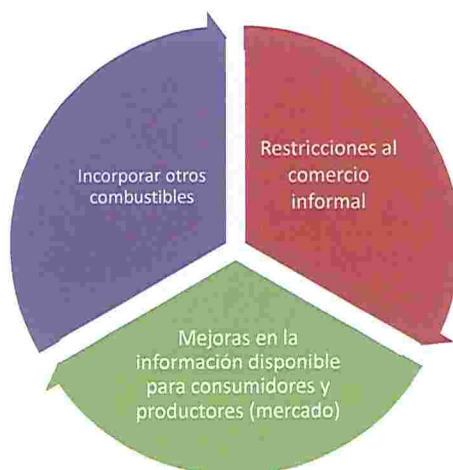 Restricciones al
comercio
informal
Mejoras en la
información disponible
para consumidores y
productores (mercado)
Incorporar otros
combustibles